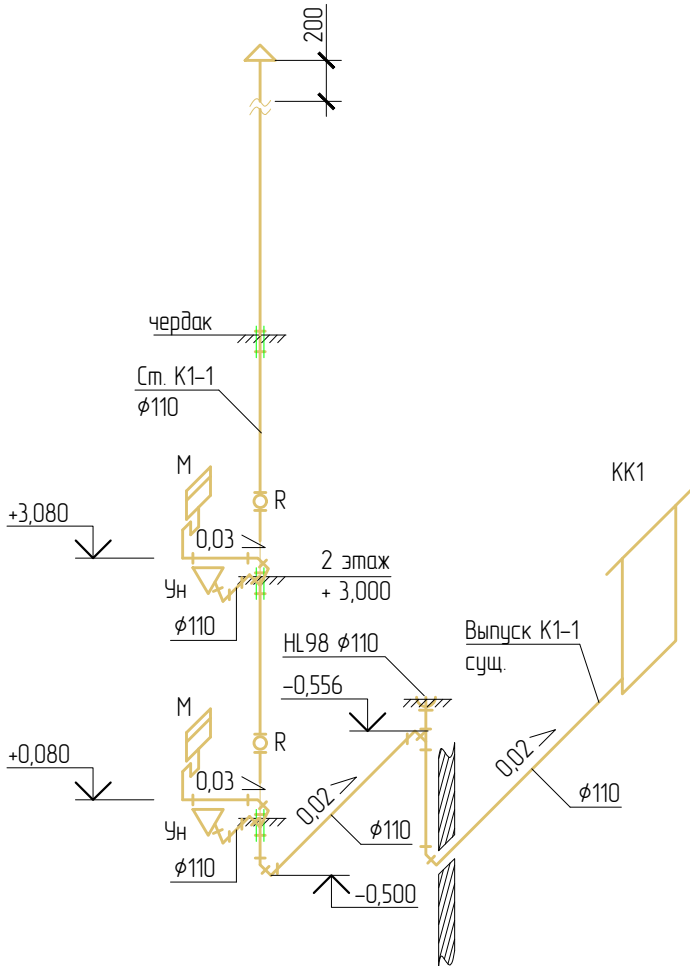 200
чердак
Ст. К1-1
ф110
М
КК1
R
+3,080
0,03
2 этаж
+ 3,000
Ун
ф110
Выпуск К1-1
сущ.
HL98 ф110
-0,556
М
R
+0,080
0,03
0,02
0,02
ф110
Ун
ф110
ф110
-0,500